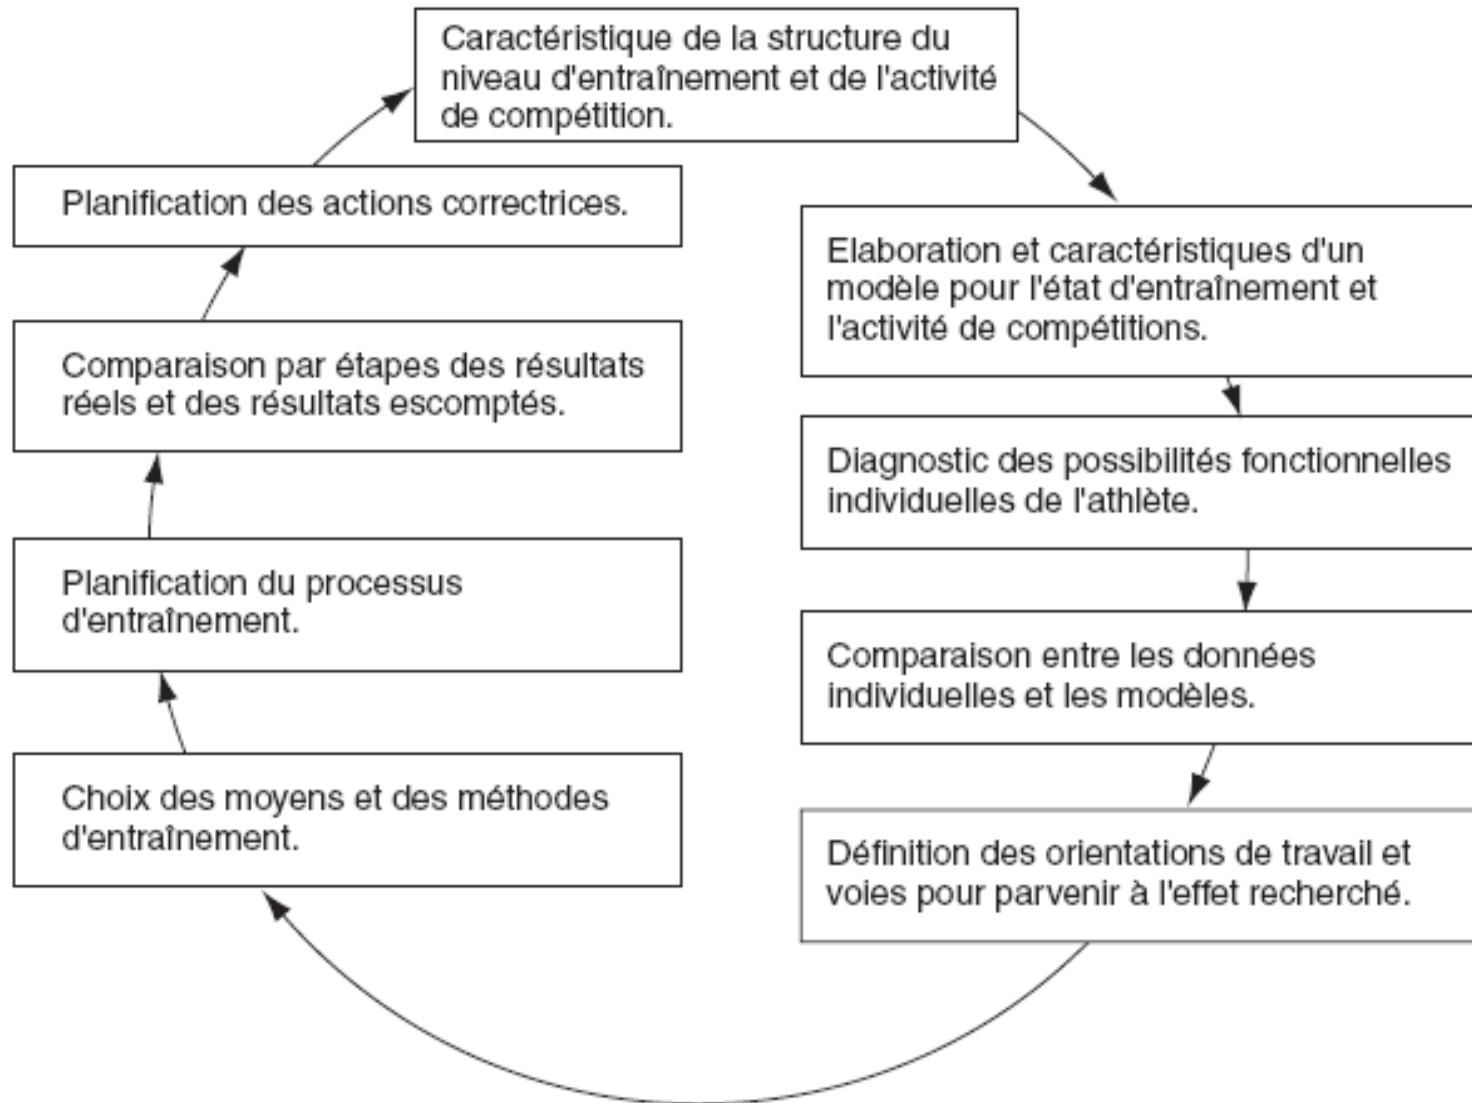 Caractéristique de la structure du
niveau d'entraînement et de l'activité
de compétition.
Elaboration et caractéristiques d'un
modèle pour l'état d'entraînement et
l'activité de compétitions.
Diagnostic des possibilités fonctionnelles
individuelles de l'athlète.
Comparaison entre les données
individuelles et les modèles.
Définition des orientations de travail et
voies pour parvenir à l'effet recherché.
Choix des moyens et des méthodes
d'entraînement.
Planification du processus
d'entraînement.
Comparaison par étapes des résultats
réels et des résultats escomptés.
Planification des actions correctrices.